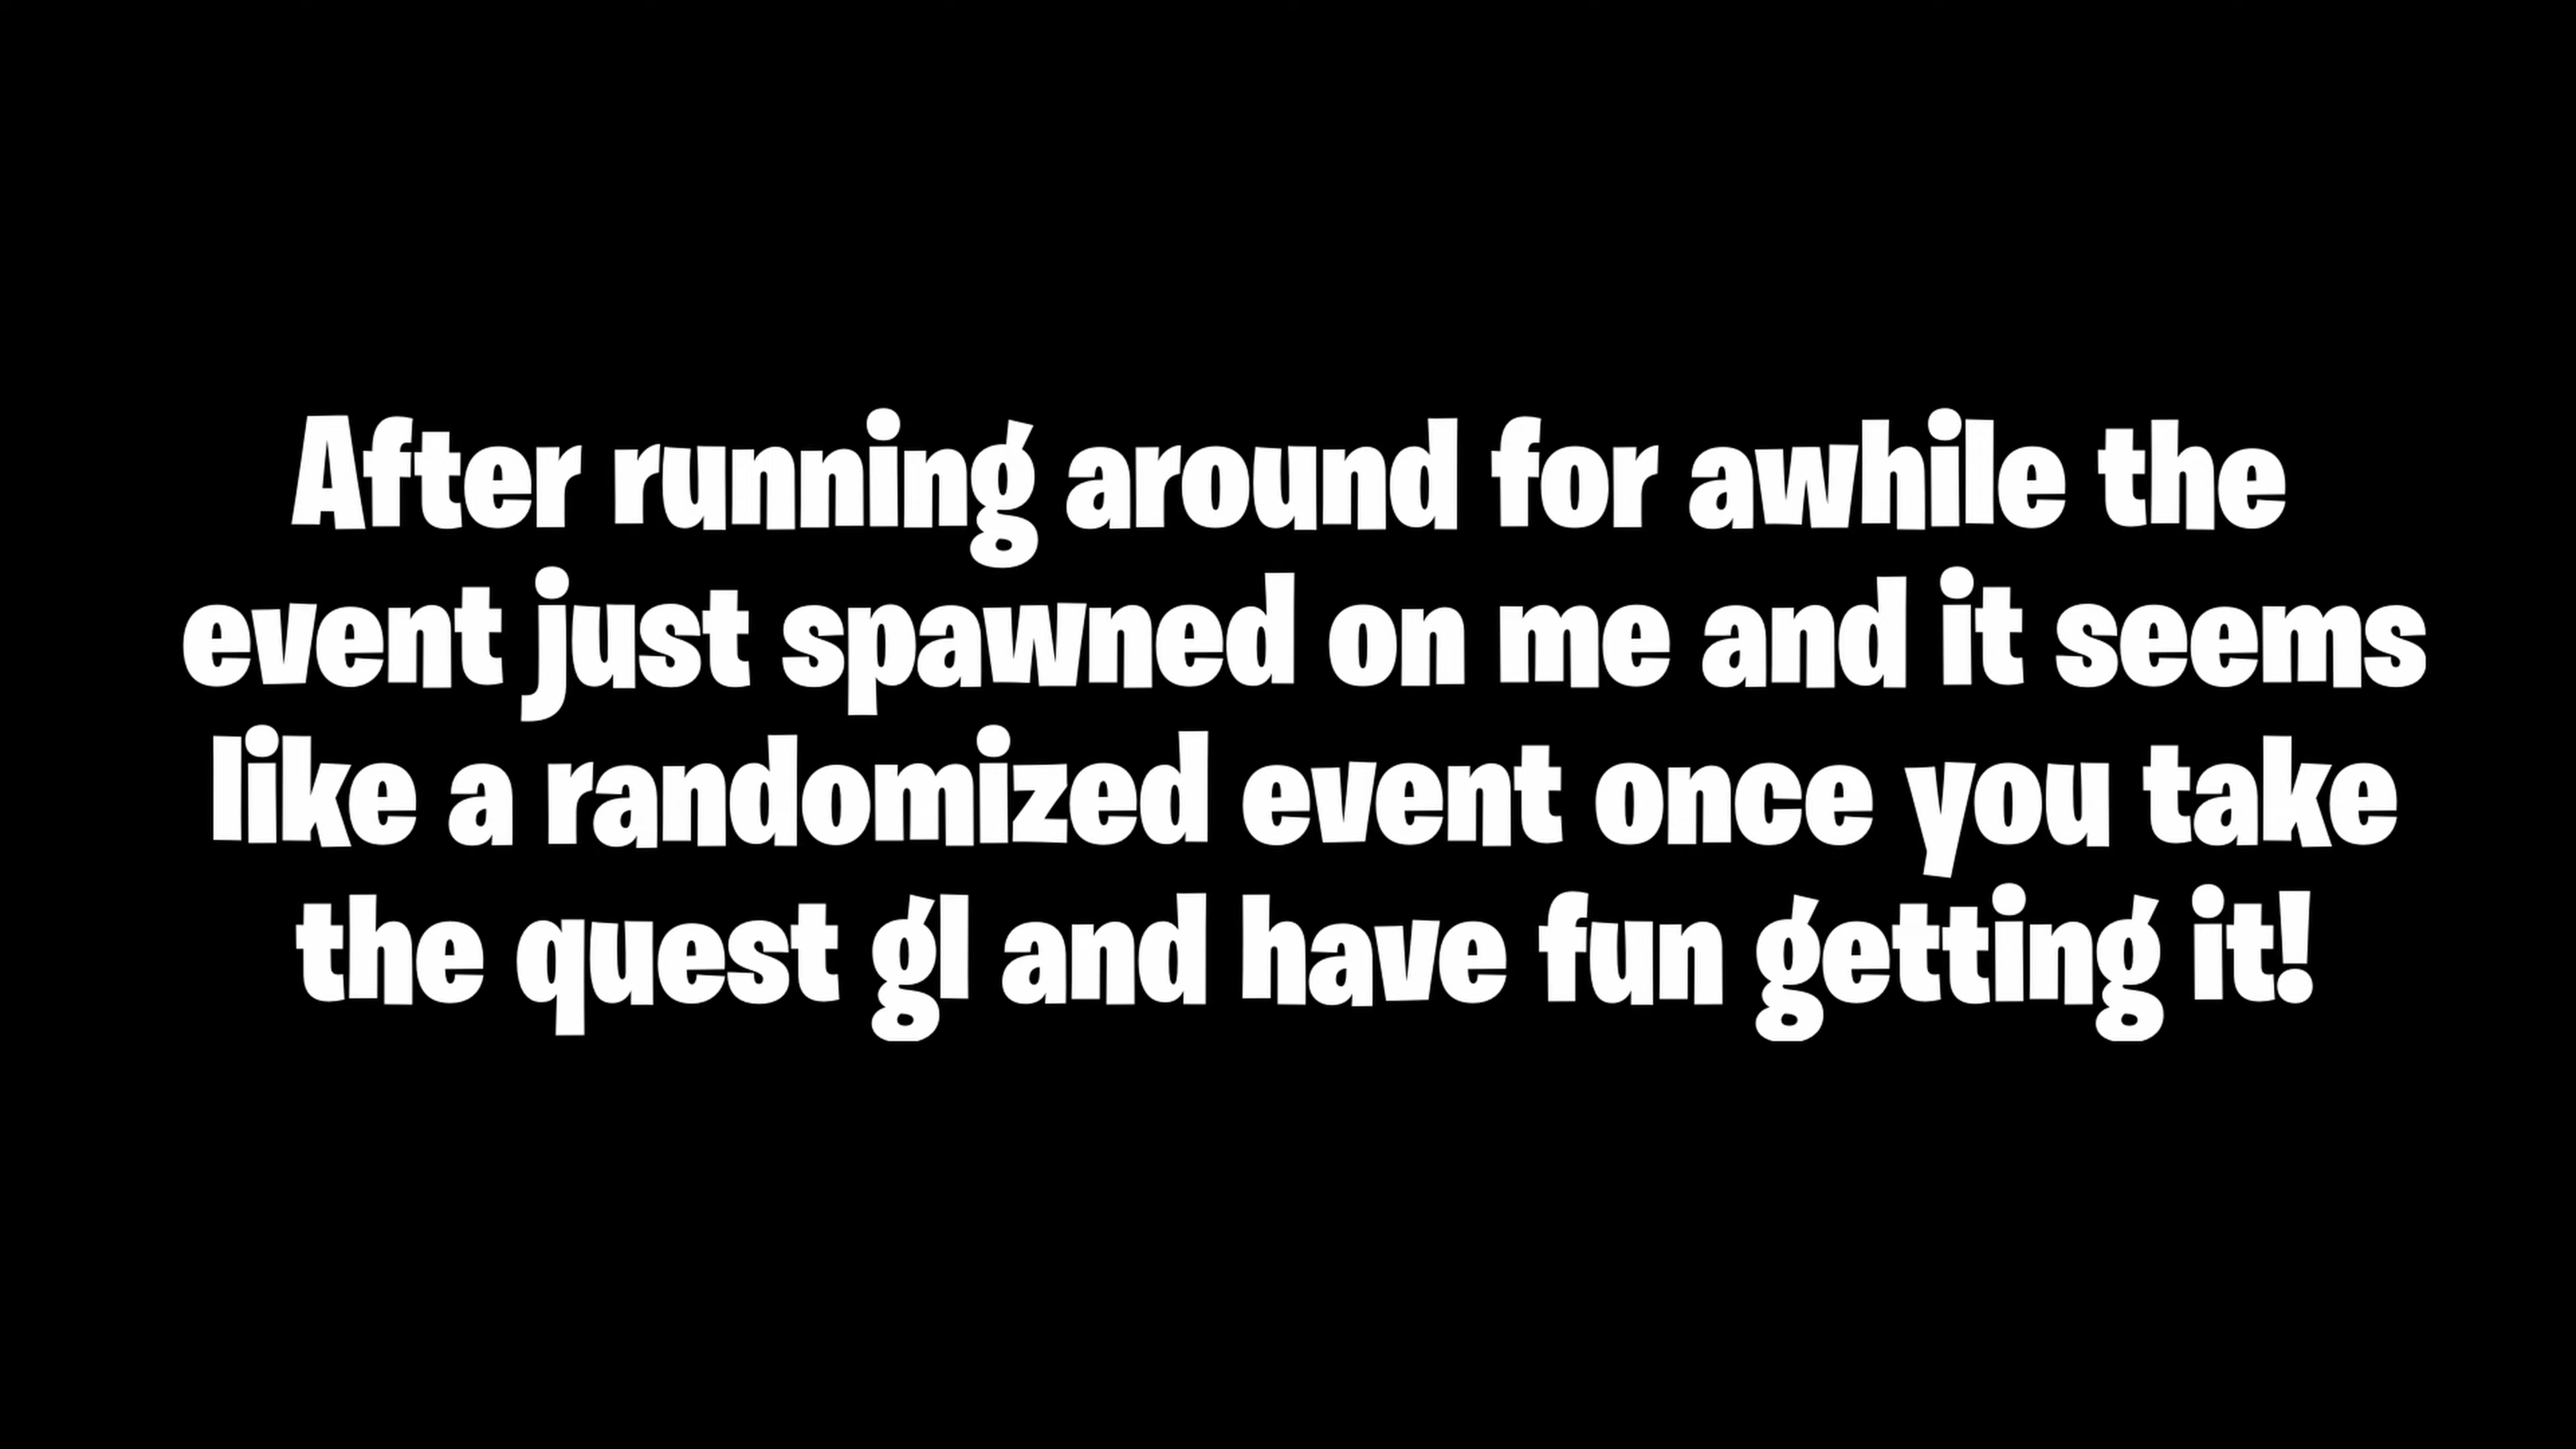 After running around for awhile the
event just spawned on me and it seems
like a randomized event once you take
the quest gl and have fun getting it!